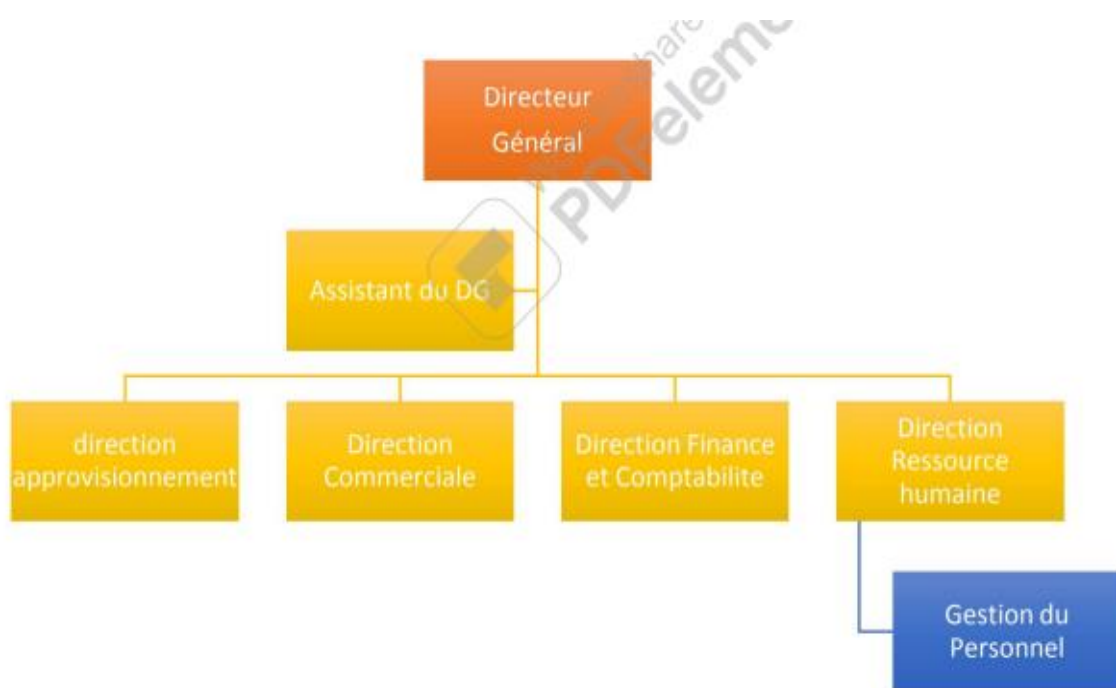 Directeur
Général
Assistant du DG
direction
approvisionnement
Direction
Commerciale
Direction Finance
et Comptabilite
Direction
Ressource
humaine
Gestion du
Personnel